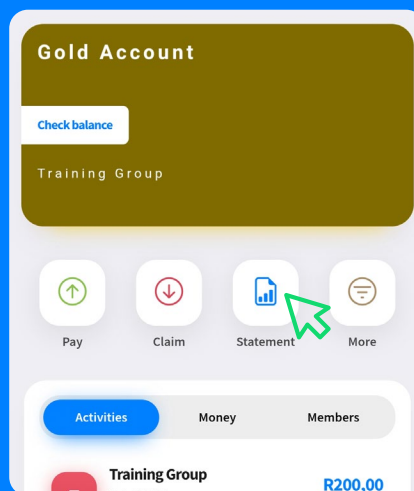 Gold Account
Check balance
Training Group
Pay Claim Statement More
Activities Money Members
Training Group
R200,00